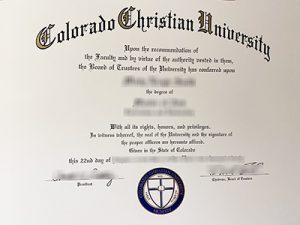 Colorado Christian University
Upon the recommendation of
the Faculty and by virtue of the authority vested in them,
the Board of Trustees of the University has conferred upon
the degree of
With all its rights, honors, and privileges.
In witness whereof, the seal of the University and the signature of
the proper officers are hereunto affixed.
Given in the State of Colorado
this 22nd day of
President
Chairman, Board of Trustees